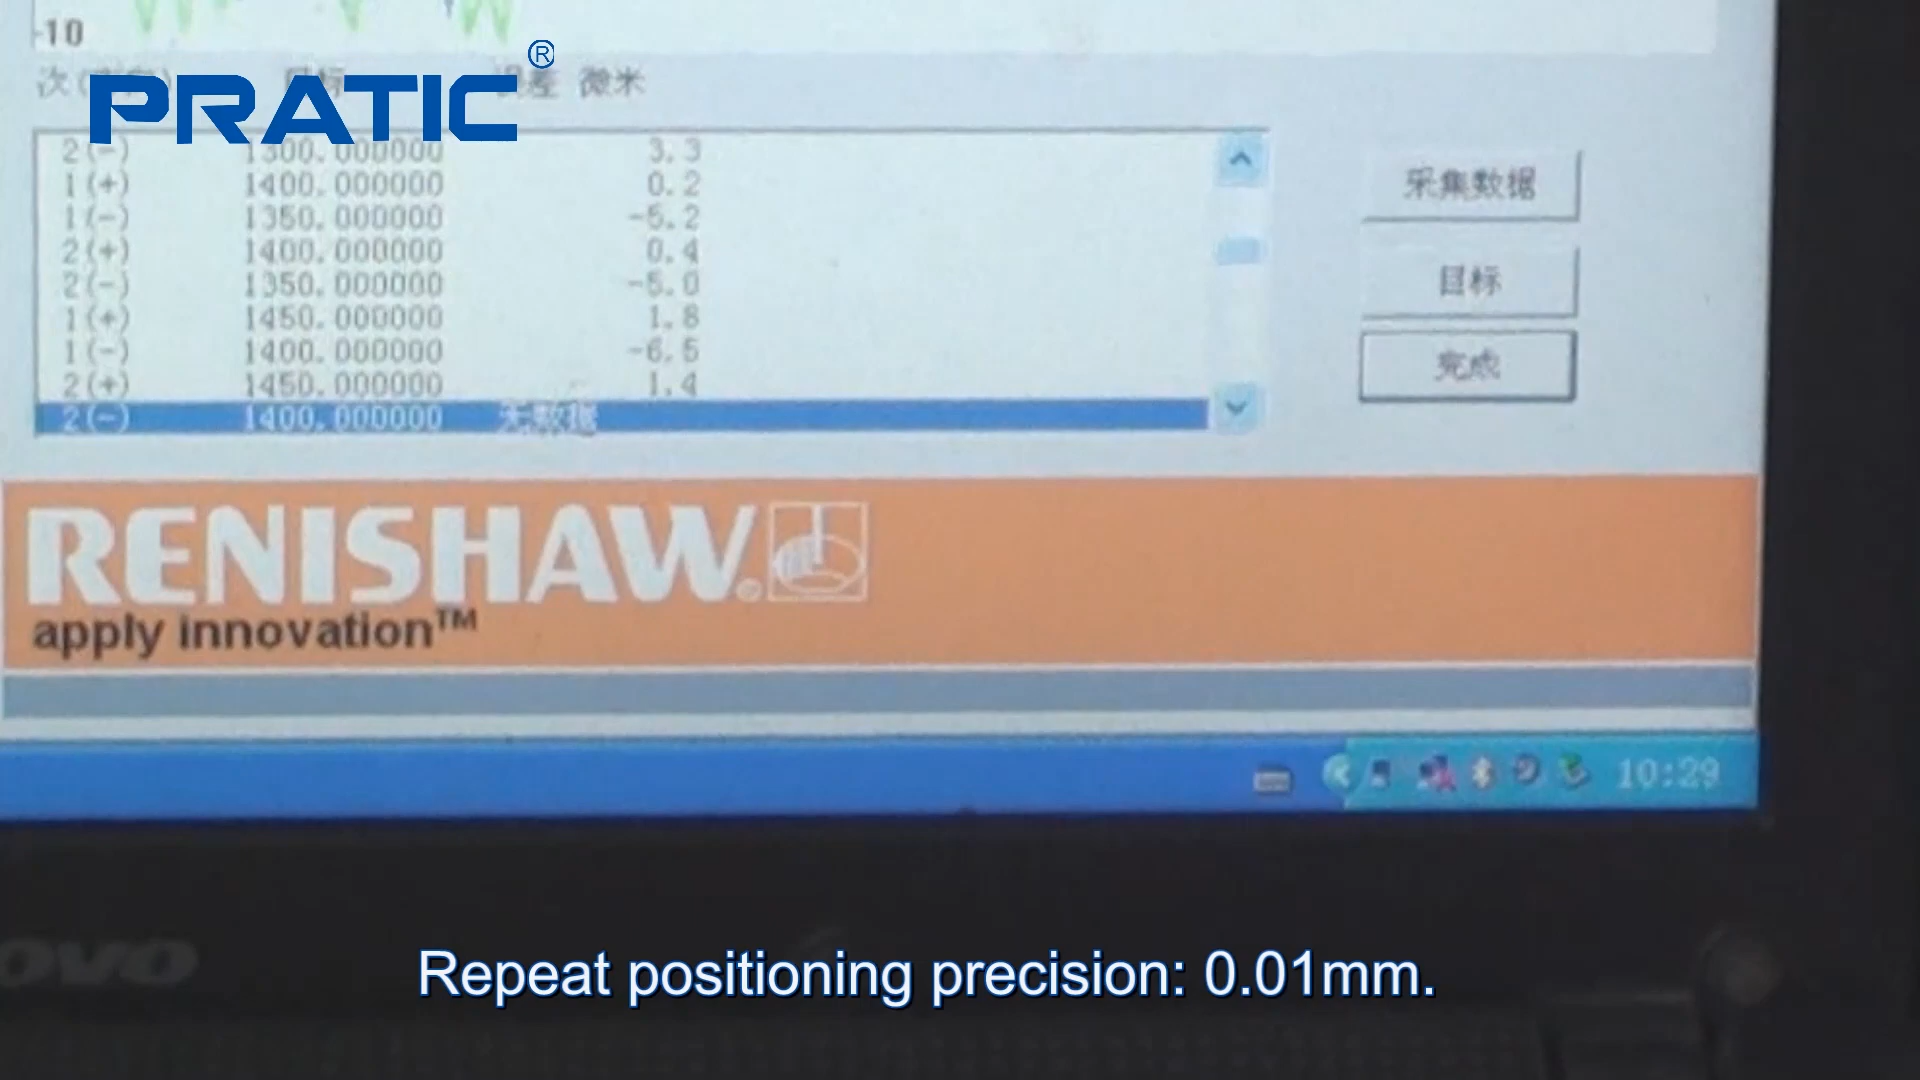 -10
PRATIC®
误差 微米
2(-) 1300.000000 3.3
1(+) 1400.000000 0.2
1(-) 1350.000000 -5.2
2(+) 1400.000000 0.4
2(-) 1350.000000 -5.0
1(+) 1450.000000 1.8
1(-) 1400.000000 -6.5
2(+) 1450.000000 1.4
2(-) 1400.000000 无数据
采集数据
目标
完成
RENISHAW®
apply innovation™
10:29
ovo
Repeat positioning precision: 0.01mm.